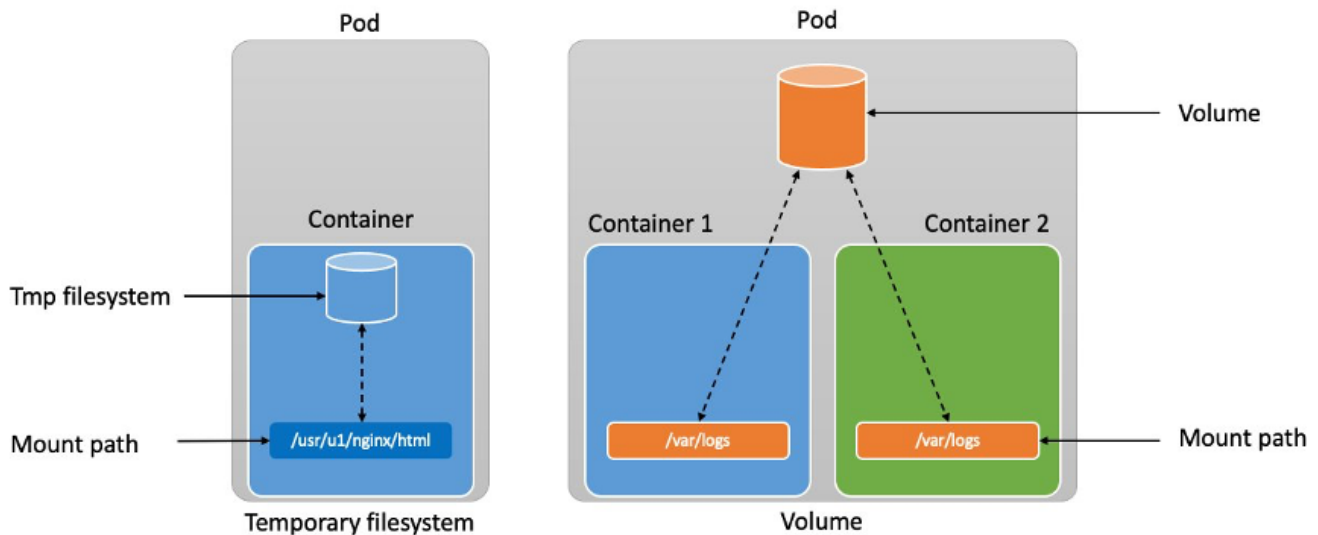 Pod
Pod
Volume
Container
Container 1
Container 2
Tmp filesystem
Mount path
/usr/u1/nginx/html
/var/logs
/var/logs
Mount path
Temporary filesystem
Volume